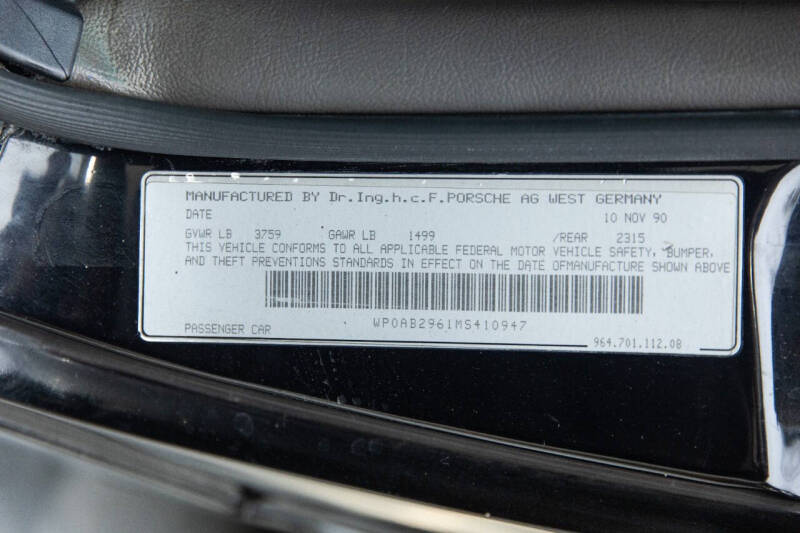 MANUFACTURED BY Dr.Ing.h.c.F.PORSCHE AG WEST GERMANY
DATE 10 NOV 90
GVWR LB 3759 GAWR LB 1499 /REAR 2315
THIS VEHICLE CONFORMS TO ALL APPLICABLE FEDERAL MOTOR VEHICLE SAFETY, BUMPER,
AND THEFT PREVENTIONS STANDARDS IN EFFECT ON THE DATE OFMANUFACTURE SHOWN ABOVE
WP0AB2961MS410947
PASSENGER CAR
964.701.112.08